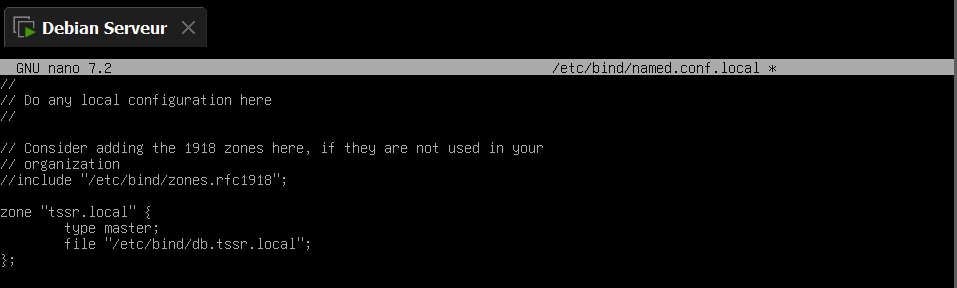 Debian Serveur
GNU nano 7.2 /etc/bind/named.conf.local *
//
// Do any local configuration here
//
// Consider adding the 1918 zones here, if they are not used in your
// organization
//include "/etc/bind/zones.rfc1918";
zone "tssr.local" {
        type master;
        file "/etc/bind/db.tssr.local";
};